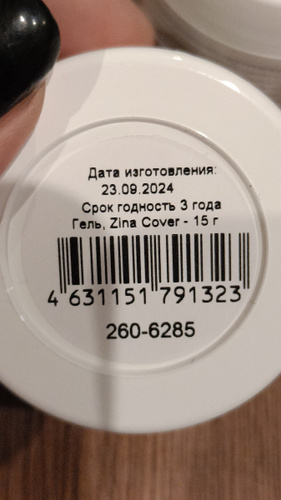 Дата изготовления:
23.09.2024
Срок годность 3 года
Гель, Zina Cover - 15 г
4 631151 791323
260-6285